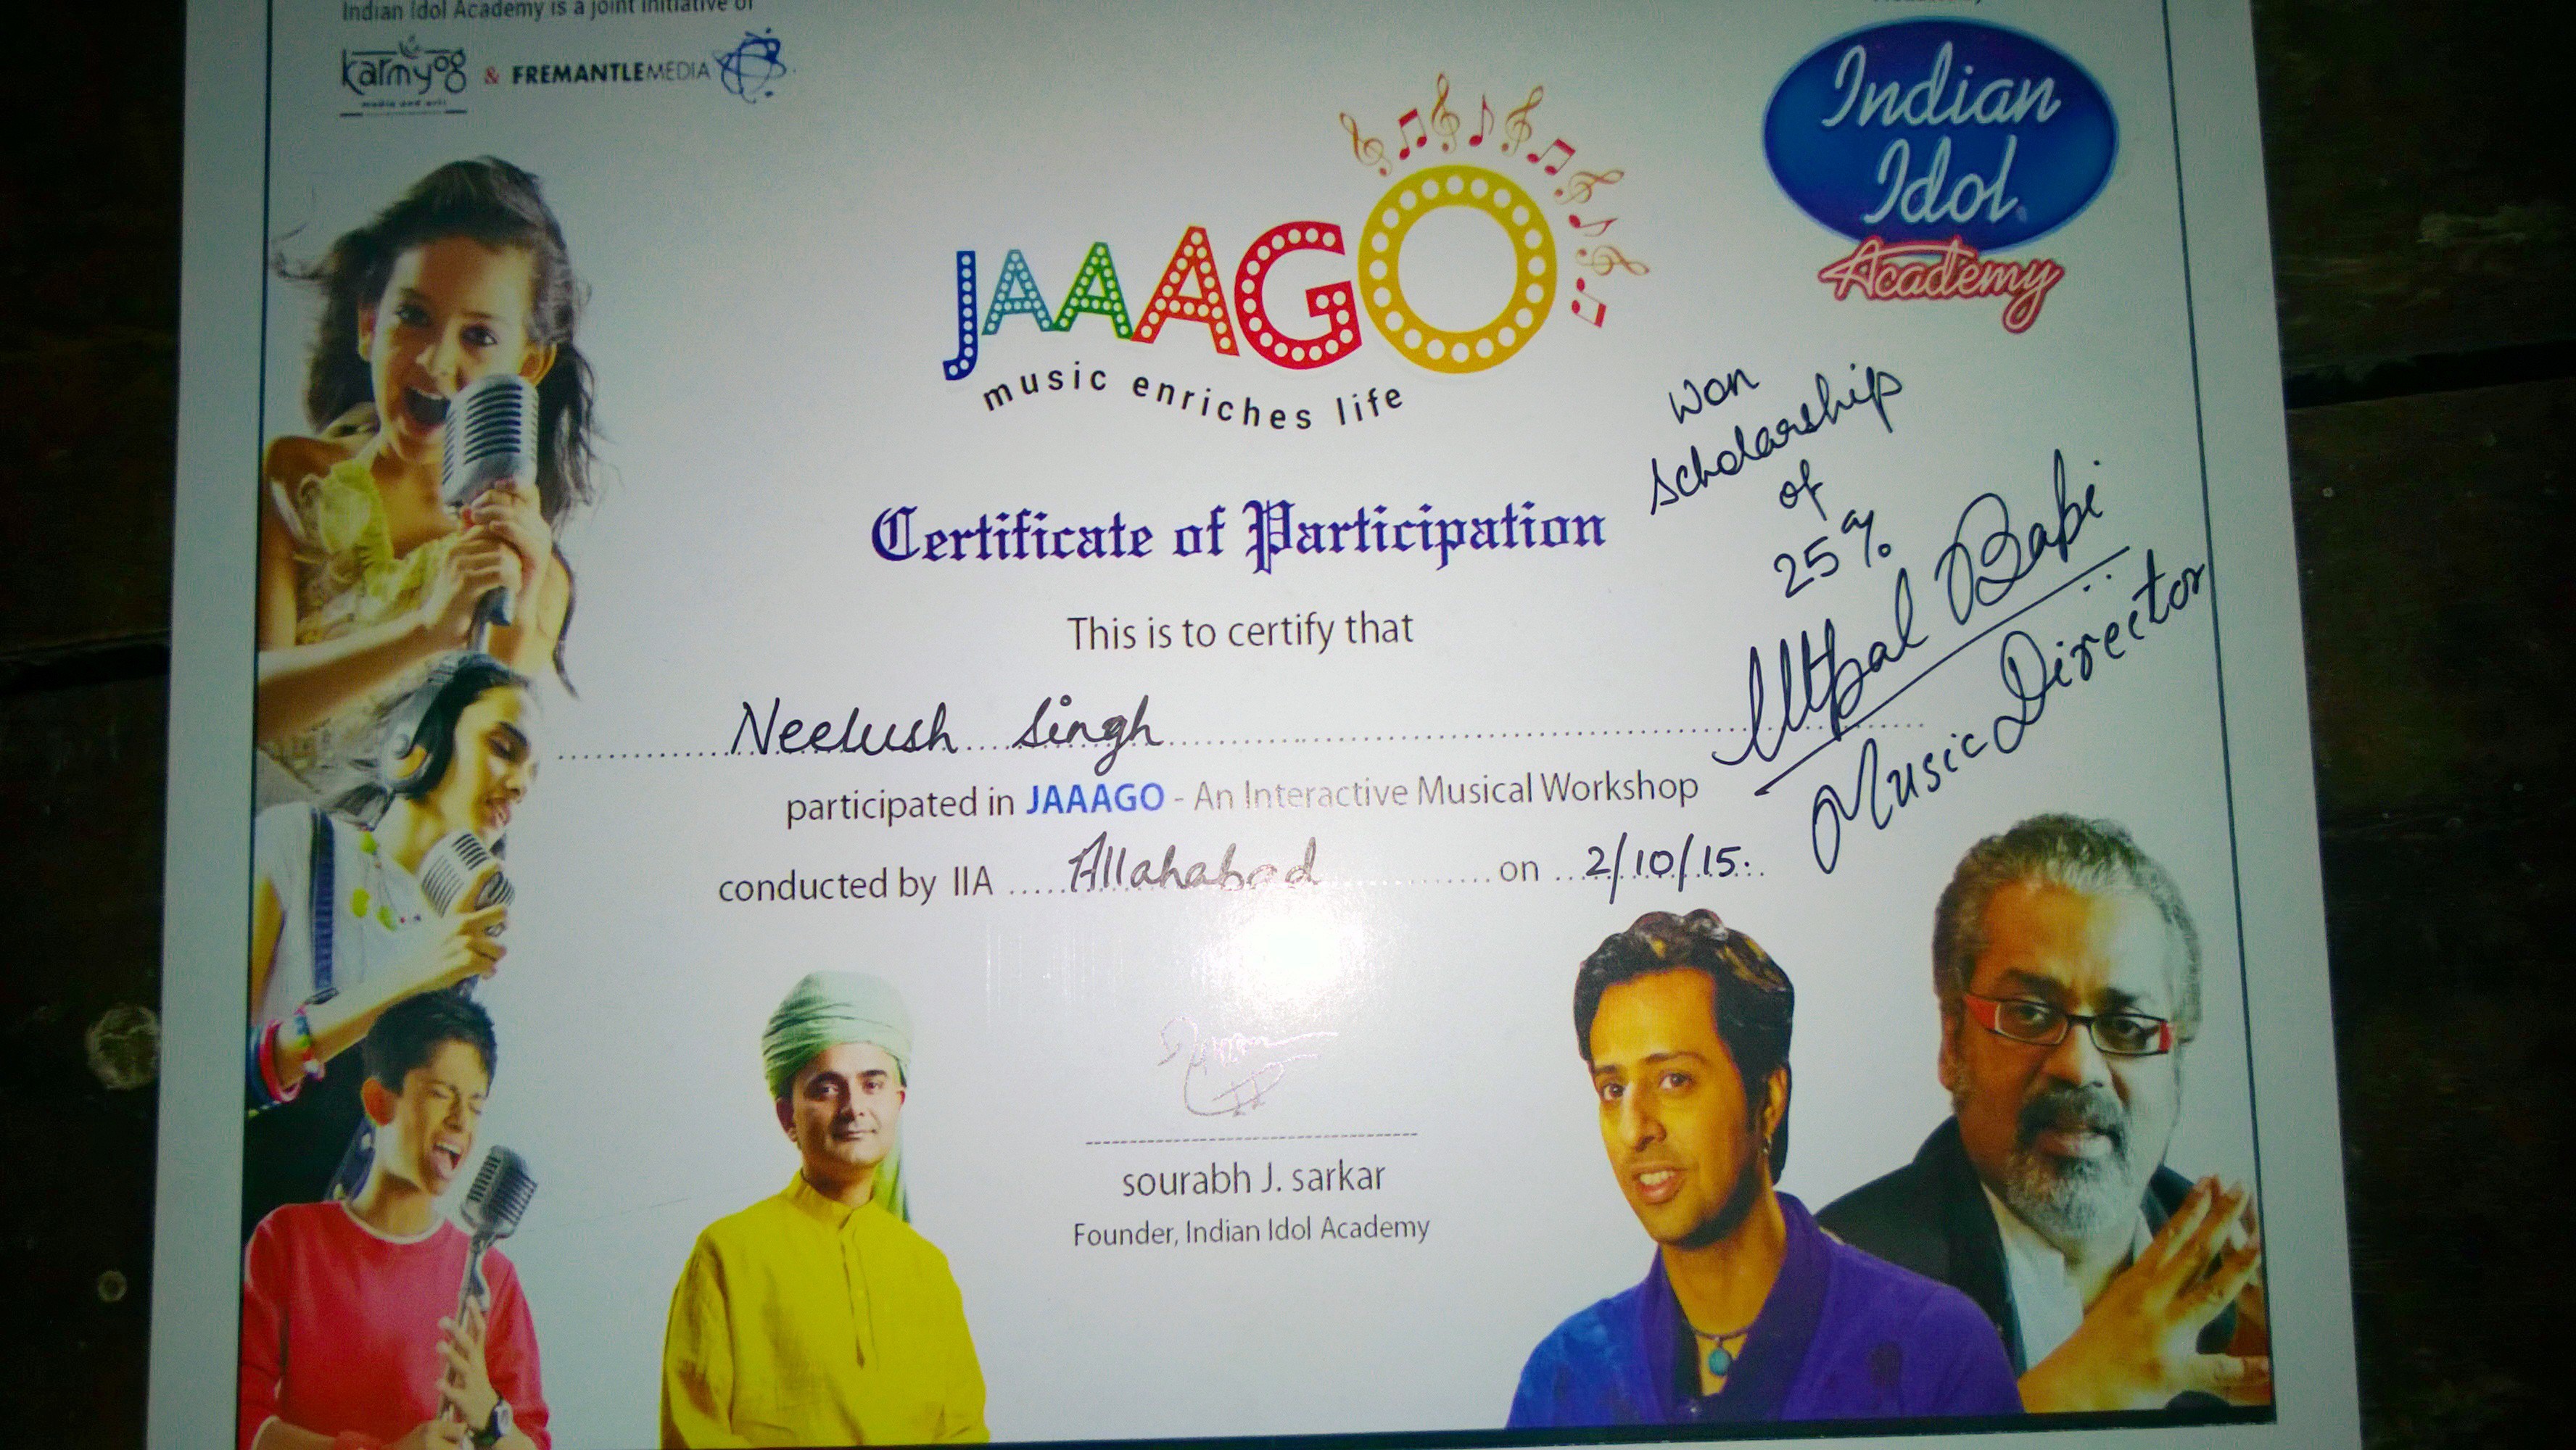 Indian Idol Academy is a joint initiative of
karmyog & FREMANTLEMEDIA
media and arts
Indian
Idol
Academy
JAAAGO
music enriches life
Won
Scholarship
of
25%
Certificate of Participation
This is to certify that
Neelush Singh
Utpal
Music Director
participated in JAAAGO - An Interactive Musical Workshop
conducted by IIA Allahabad on 2/10/15.
sourabh J. sarkar
Founder, Indian Idol Academy